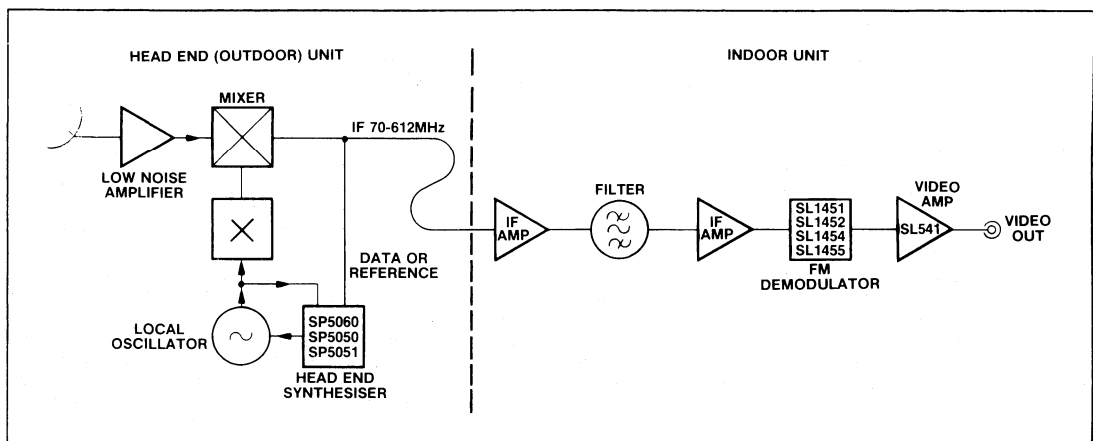 HEAD END (OUTDOOR) UNIT
INDOOR UNIT
MIXER
IF 70-612MHz
LOW NOISE
AMPLIFIER
DATA OR
REFERENCE
LOCAL
OSCILLATOR
SP5060
SP5050
SP5051
HEAD END
SYNTHESISER
IF
AMP
FILTER
IF
AMP
SL1451
SL1452
SL1454
SL1455
FM
DEMODULATOR
VIDEO
AMP
SL541
VIDEO
OUT